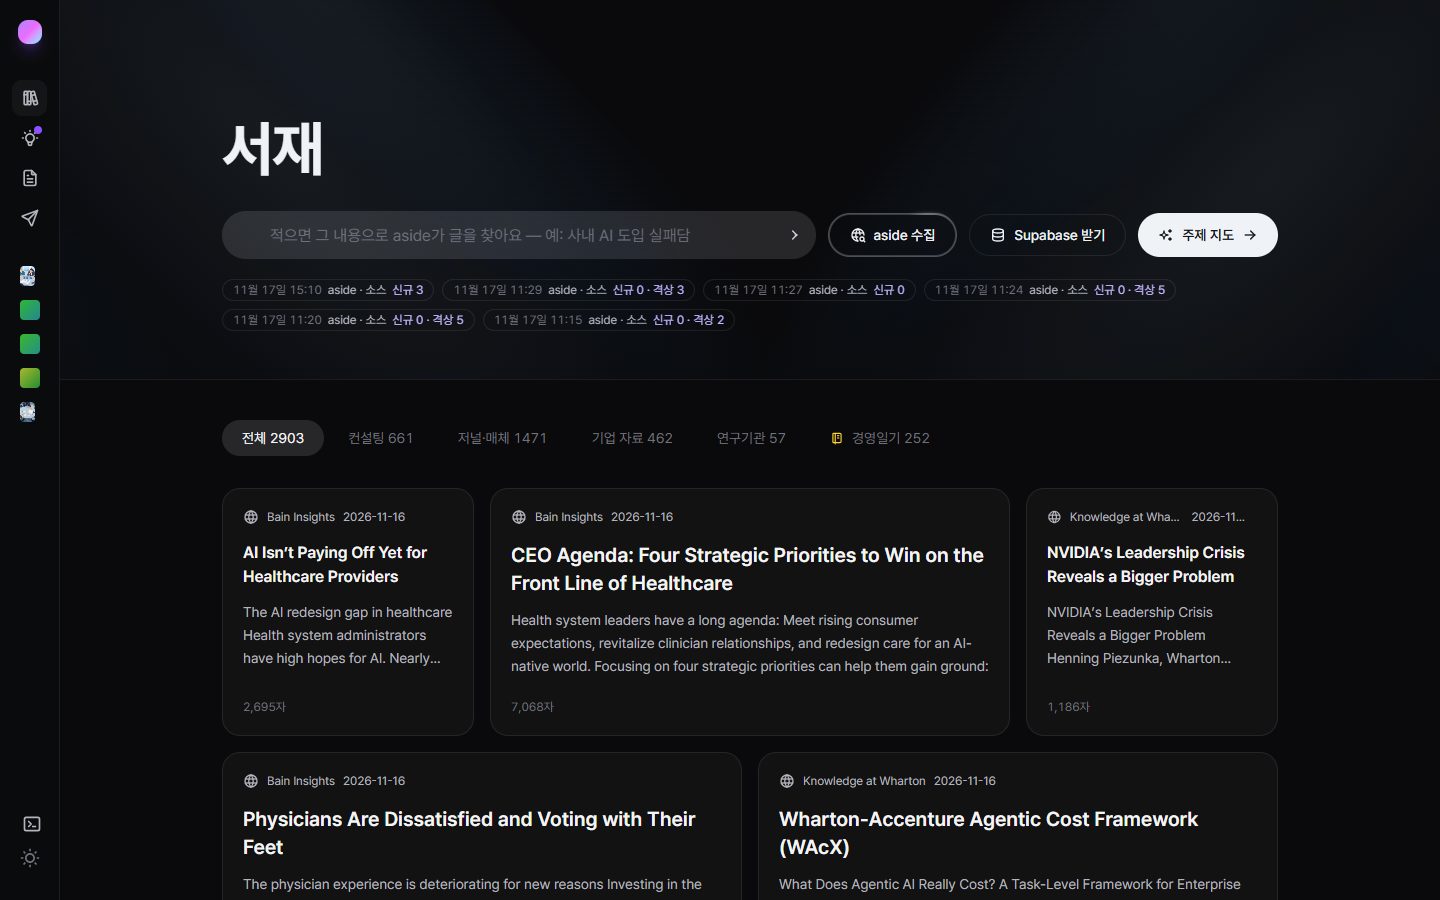 서재
적으면 그 내용으로 aside가 글을 찾아요 — 예: 사내 AI 도입 실패담
aside 수집
Supabase 받기
주제 지도
11월 17일 15:10 aside · 소스 신규 3
11월 17일 11:29 aside · 소스 신규 0 · 격상 3
11월 17일 11:27 aside · 소스 신규 0
11월 17일 11:24 aside · 소스 신규 0 · 격상 5
11월 17일 11:20 aside · 소스 신규 0 · 격상 5
11월 17일 11:15 aside · 소스 신규 0 · 격상 2
전체 2903
컨설팅 661
저널·매체 1471
기업 자료 462
연구기관 57
경영일기 252
Bain Insights 2026-11-16
AI Isn’t Paying Off Yet for
Healthcare Providers
The AI redesign gap in healthcare
Health system administrators
have high hopes for AI. Nearly...
2,695자
Bain Insights 2026-11-16
CEO Agenda: Four Strategic Priorities to Win on the
Front Line of Healthcare
Health system leaders have a long agenda: Meet rising consumer
expectations, revitalize clinician relationships, and redesign care for an AI-
native world. Focusing on four strategic priorities can help them gain ground:
7,068자
Knowledge at Wha... 2026-11...
NVIDIA’s Leadership Crisis
Reveals a Bigger Problem
NVIDIA’s Leadership Crisis
Reveals a Bigger Problem
Henning Piezunka, Wharton...
1,186자
Bain Insights 2026-11-16
Physicians Are Dissatisfied and Voting with Their
Feet
The physician experience is deteriorating for new reasons Investing in the
Knowledge at Wharton 2026-11-16
Wharton-Accenture Agentic Cost Framework
(WAcX)
What Does Agentic AI Really Cost? A Task-Level Framework for Enterprise